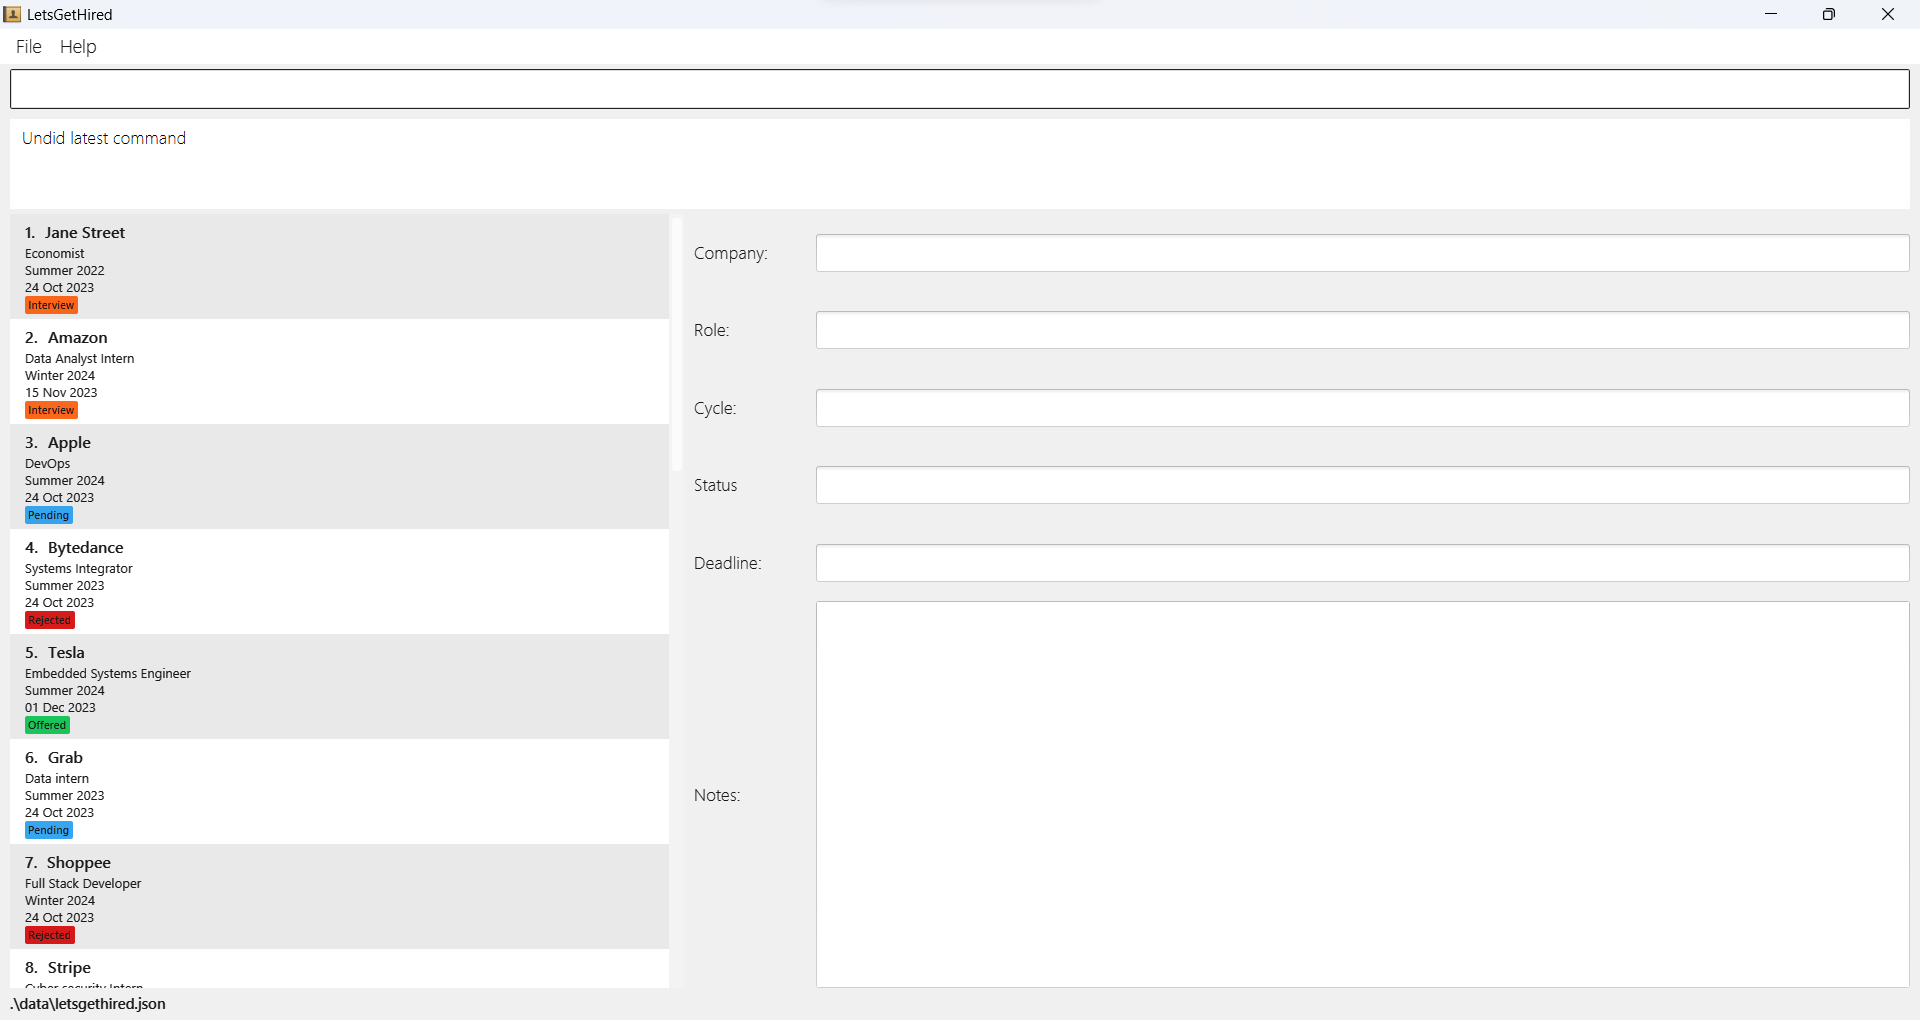 LetsGetHired
File Help
Undid latest command
1. Jane Street
Economist
Summer 2022
24 Oct 2023
Interview
2. Amazon
Data Analyst Intern
Winter 2024
15 Nov 2023
Interview
3. Apple
DevOps
Summer 2024
24 Oct 2023
Pending
4. Bytedance
Systems Integrator
Summer 2023
24 Oct 2023
Rejected
5. Tesla
Embedded Systems Engineer
Summer 2024
01 Dec 2023
Offered
6. Grab
Data intern
Summer 2023
24 Oct 2023
Pending
7. Shoppee
Full Stack Developer
Winter 2024
24 Oct 2023
Rejected
8. Stripe
Cyber security Intern
Company:
Role:
Cycle:
Status
Deadline:
Notes:
.\data\letsgethired.json